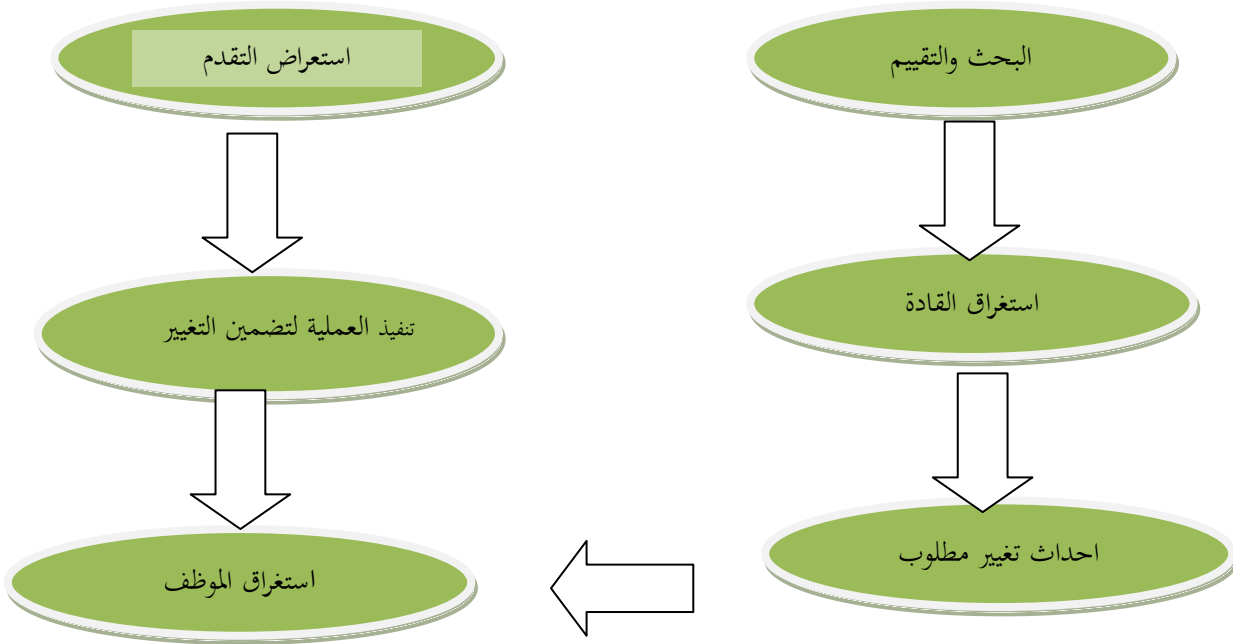 البحث والتقييم
استعراض التقدم
استغراق القادة
تنفيذ العملية لتضمين التغيير
احداث تغيير مطلوب
استغراق الموظف